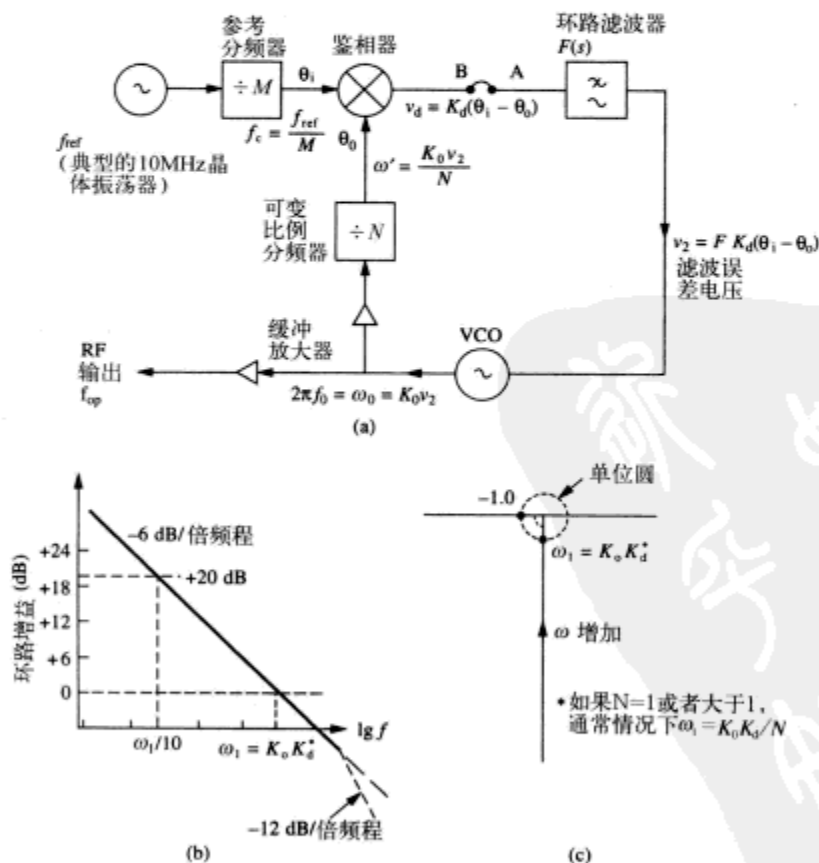 参考
分频器
÷ M
θi
fc = fref/M
fref
(典型的10MHz晶
体振荡器)
鉴相器
θ0
ω' = K0v2/N
B
A
vd = Kd(θi − θo)
环路滤波器
F(s)
可变
比例
分频器
÷ N
v2 = F Kd(θi − θo)
滤波误
差电压
缓冲
放大器
VCO
RF
输出
fop
2πf0 = ω0 = K0v2
(a)
环路增益 (dB)
+24
+18
+12
+6
0
−6 dB/倍频程
+20 dB
lg f
ω1/10
ω1 = KoKd*
−12 dB/倍频程
(b)
单位圆
−1.0
ω1 = KoKd*
ω 增加
*如果N=1或者大于1,
通常情况下ω1 = K0Kd/N
(c)